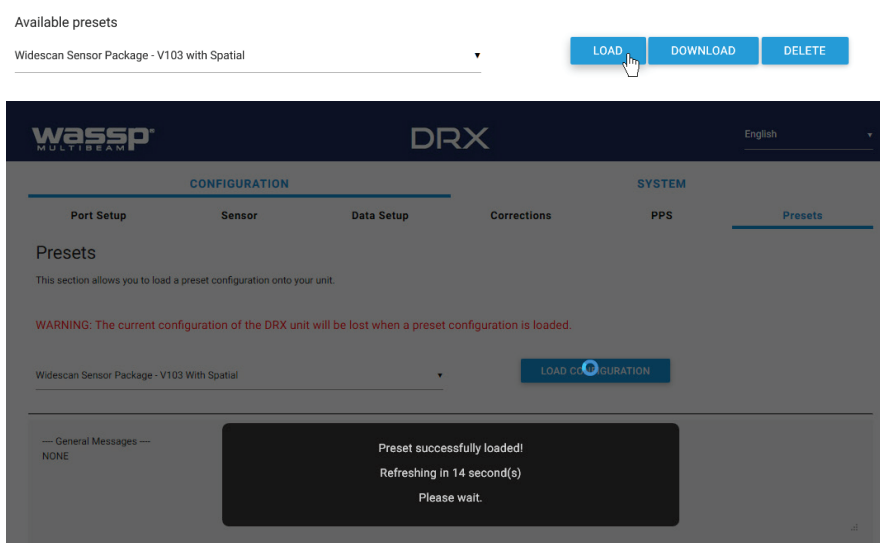 Available presets
Widescan Sensor Package - V103 with Spatial
LOAD DOWNLOAD DELETE
wassp MULTIBEAM
DRX
English
CONFIGURATION SYSTEM
Port Setup Sensor Data Setup Corrections PPS Presets
Presets
This section allows you to load a preset configuration onto your unit.
WARNING: The current configuration of the DRX unit will be lost when a preset configuration is loaded.
Widescan Sensor Package - V103 With Spatial
LOAD CONFIGURATION
---- General Messages ----
NONE
Preset successfully loaded!
Refreshing in 14 second(s)
Please wait.